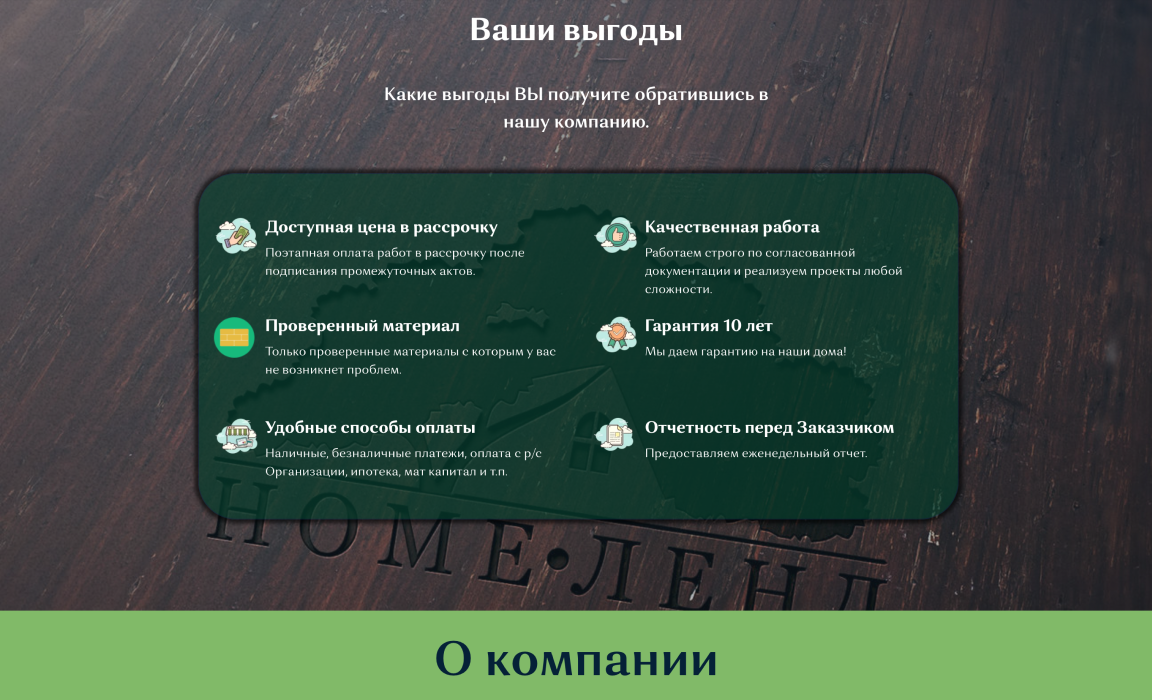 Ваши выгоды
Какие выгоды ВЫ получите обратившись в
нашу компанию.
Доступная цена в рассрочку
Поэтапная оплата работ в рассрочку после
подписания промежуточных актов.
Качественная работа
Работаем строго по согласованной
документации и реализуем проекты любой
сложности.
Проверенный материал
Только проверенные материалы с которым у вас
не возникнет проблем.
Гарантия 10 лет
Мы даем гарантию на наши дома!
Удобные способы оплаты
Наличные, безналичные платежи, оплата с р/с
Организации, ипотека, мат капитал и т.п.
Отчетность перед Заказчиком
Предоставляем еженедельный отчет.
НОМЕ•ЛЕНД
О компании